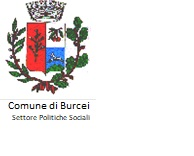 Comune di Burcei
Settore Politiche Sociali